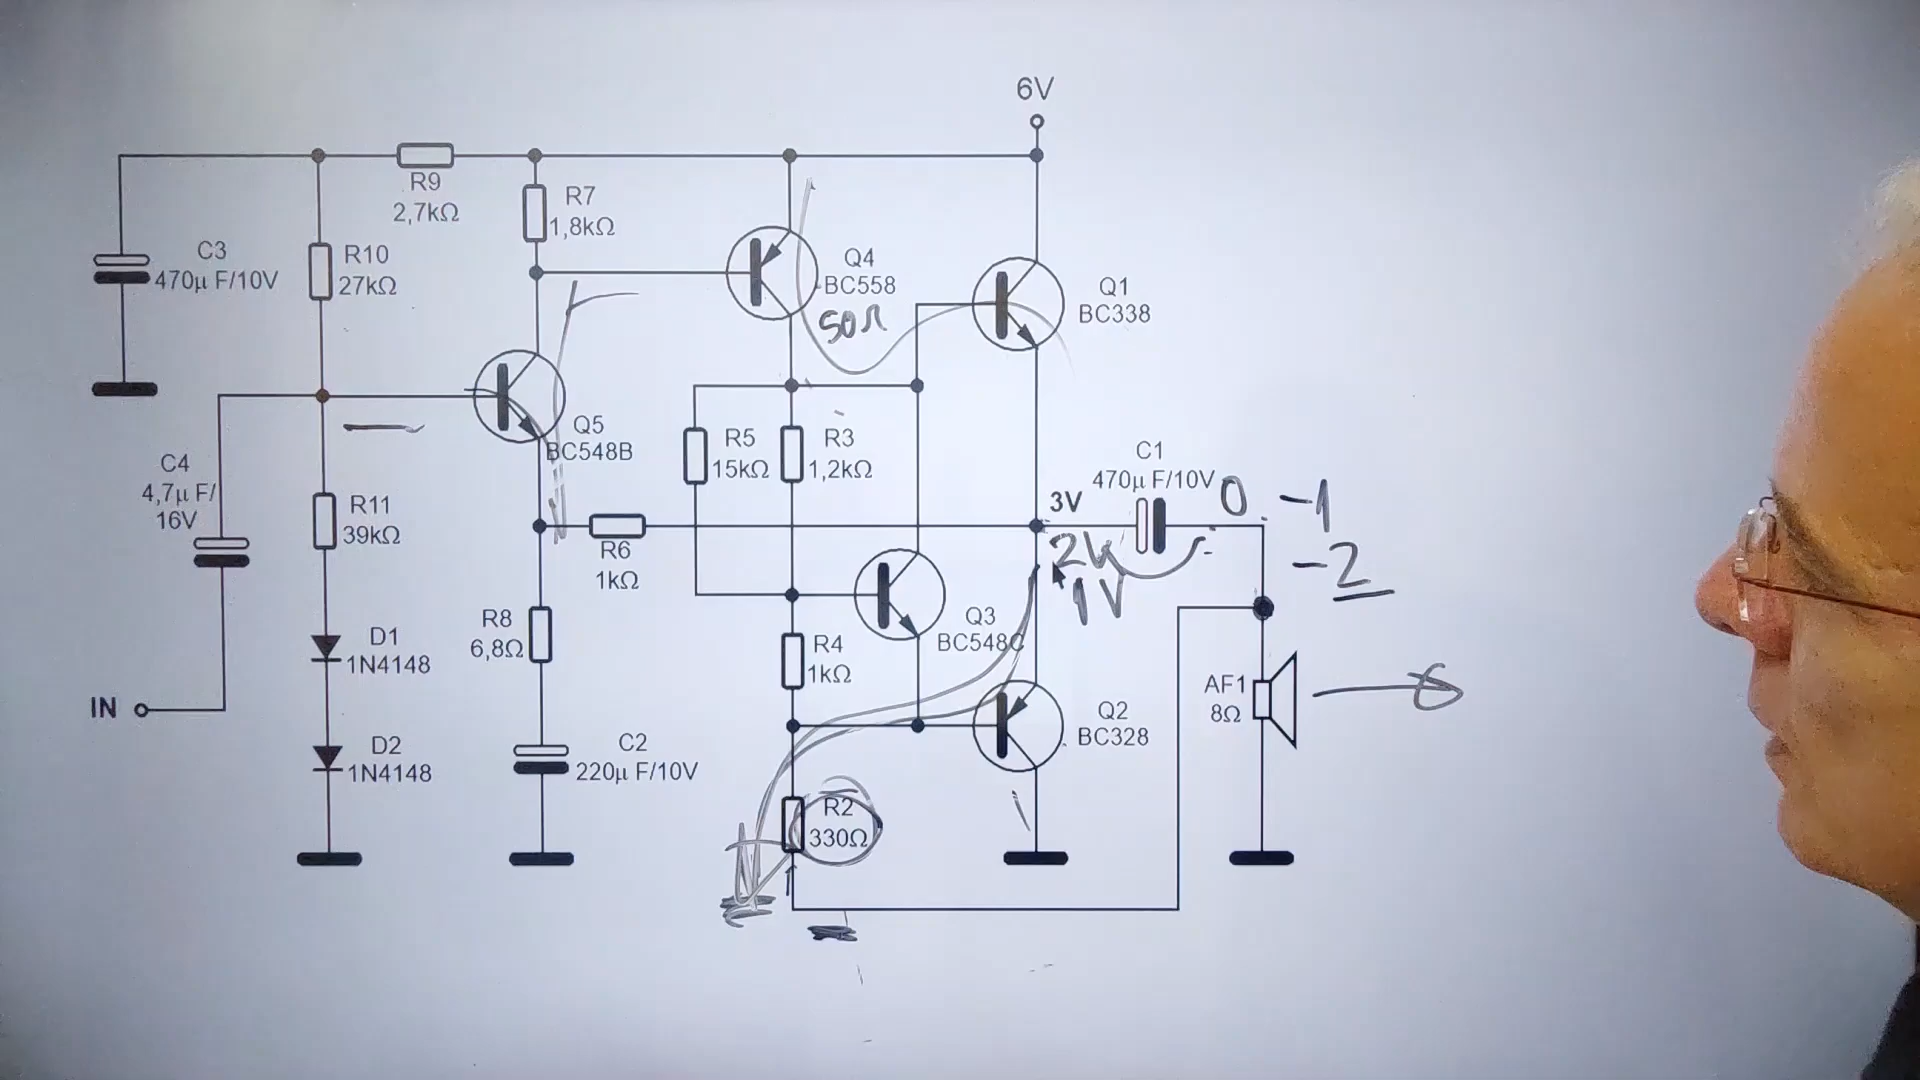 6V
R9
2,7kΩ
R7
1,8kΩ
C3
470μ F/10V
R10
27kΩ
Q4
BC558
50Ω
Q1
BC338
Q5
BC548B
R5
15kΩ
R3
1,2kΩ
C1
470μ F/10V
3V
0 -1
-2
C4
4,7μ F/
16V
R11
39kΩ
R6
1kΩ
1V
R8
6,8Ω
Q3
BC548C
R4
1kΩ
D1
1N4148
IN
AF1
8Ω
Q2
BC328
D2
1N4148
C2
220μ F/10V
R2
330Ω